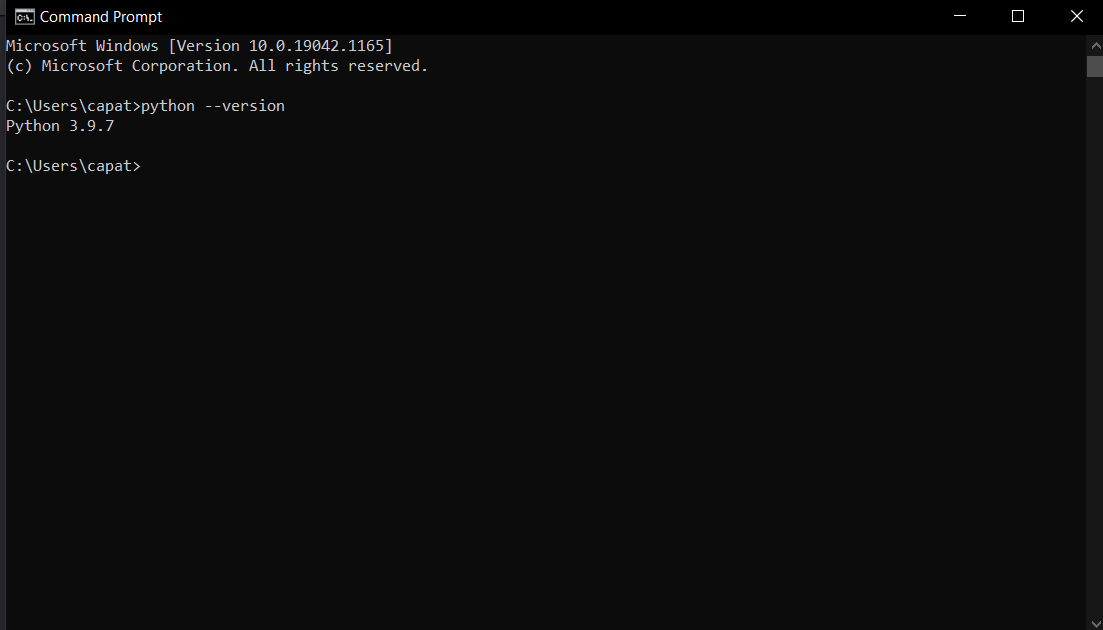 Command Prompt
Microsoft Windows [Version 10.0.19042.1165]
(c) Microsoft Corporation. All rights reserved.
C:\Users\capat>python --version
Python 3.9.7
C:\Users\capat>